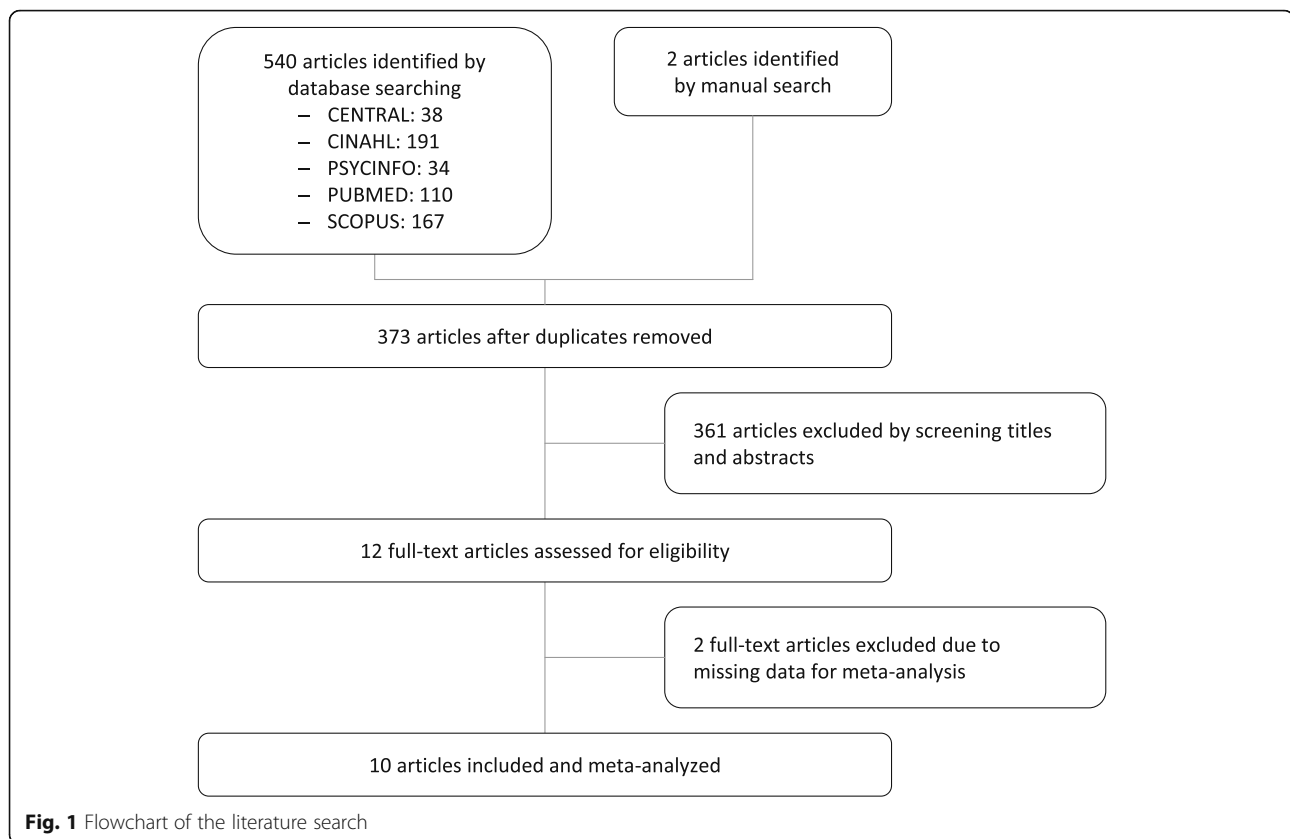 540 articles identified by
database searching
– CENTRAL: 38
– CINAHL: 191
– PSYCINFO: 34
– PUBMED: 110
– SCOPUS: 167
2 articles identified
by manual search
373 articles after duplicates removed
361 articles excluded by screening titles
and abstracts
12 full-text articles assessed for eligibility
2 full-text articles excluded due to
missing data for meta-analysis
10 articles included and meta-analyzed
Fig. 1 Flowchart of the literature search